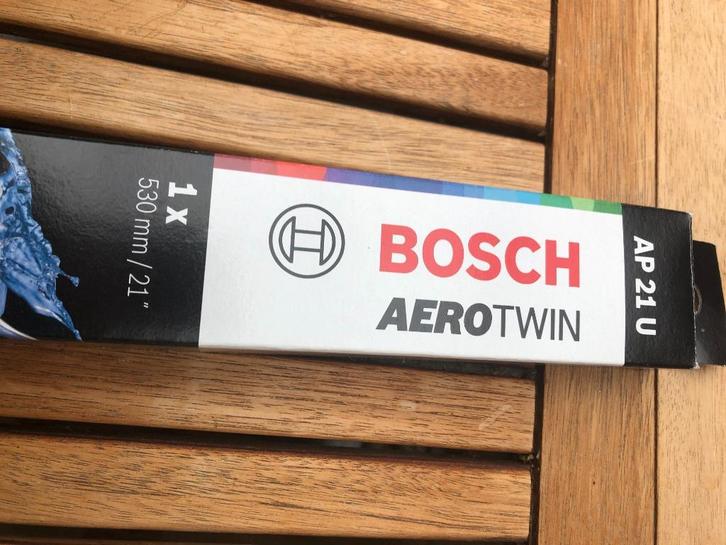 1 x
530 mm / 21"
BOSCH
AEROTWIN
AP 21 U